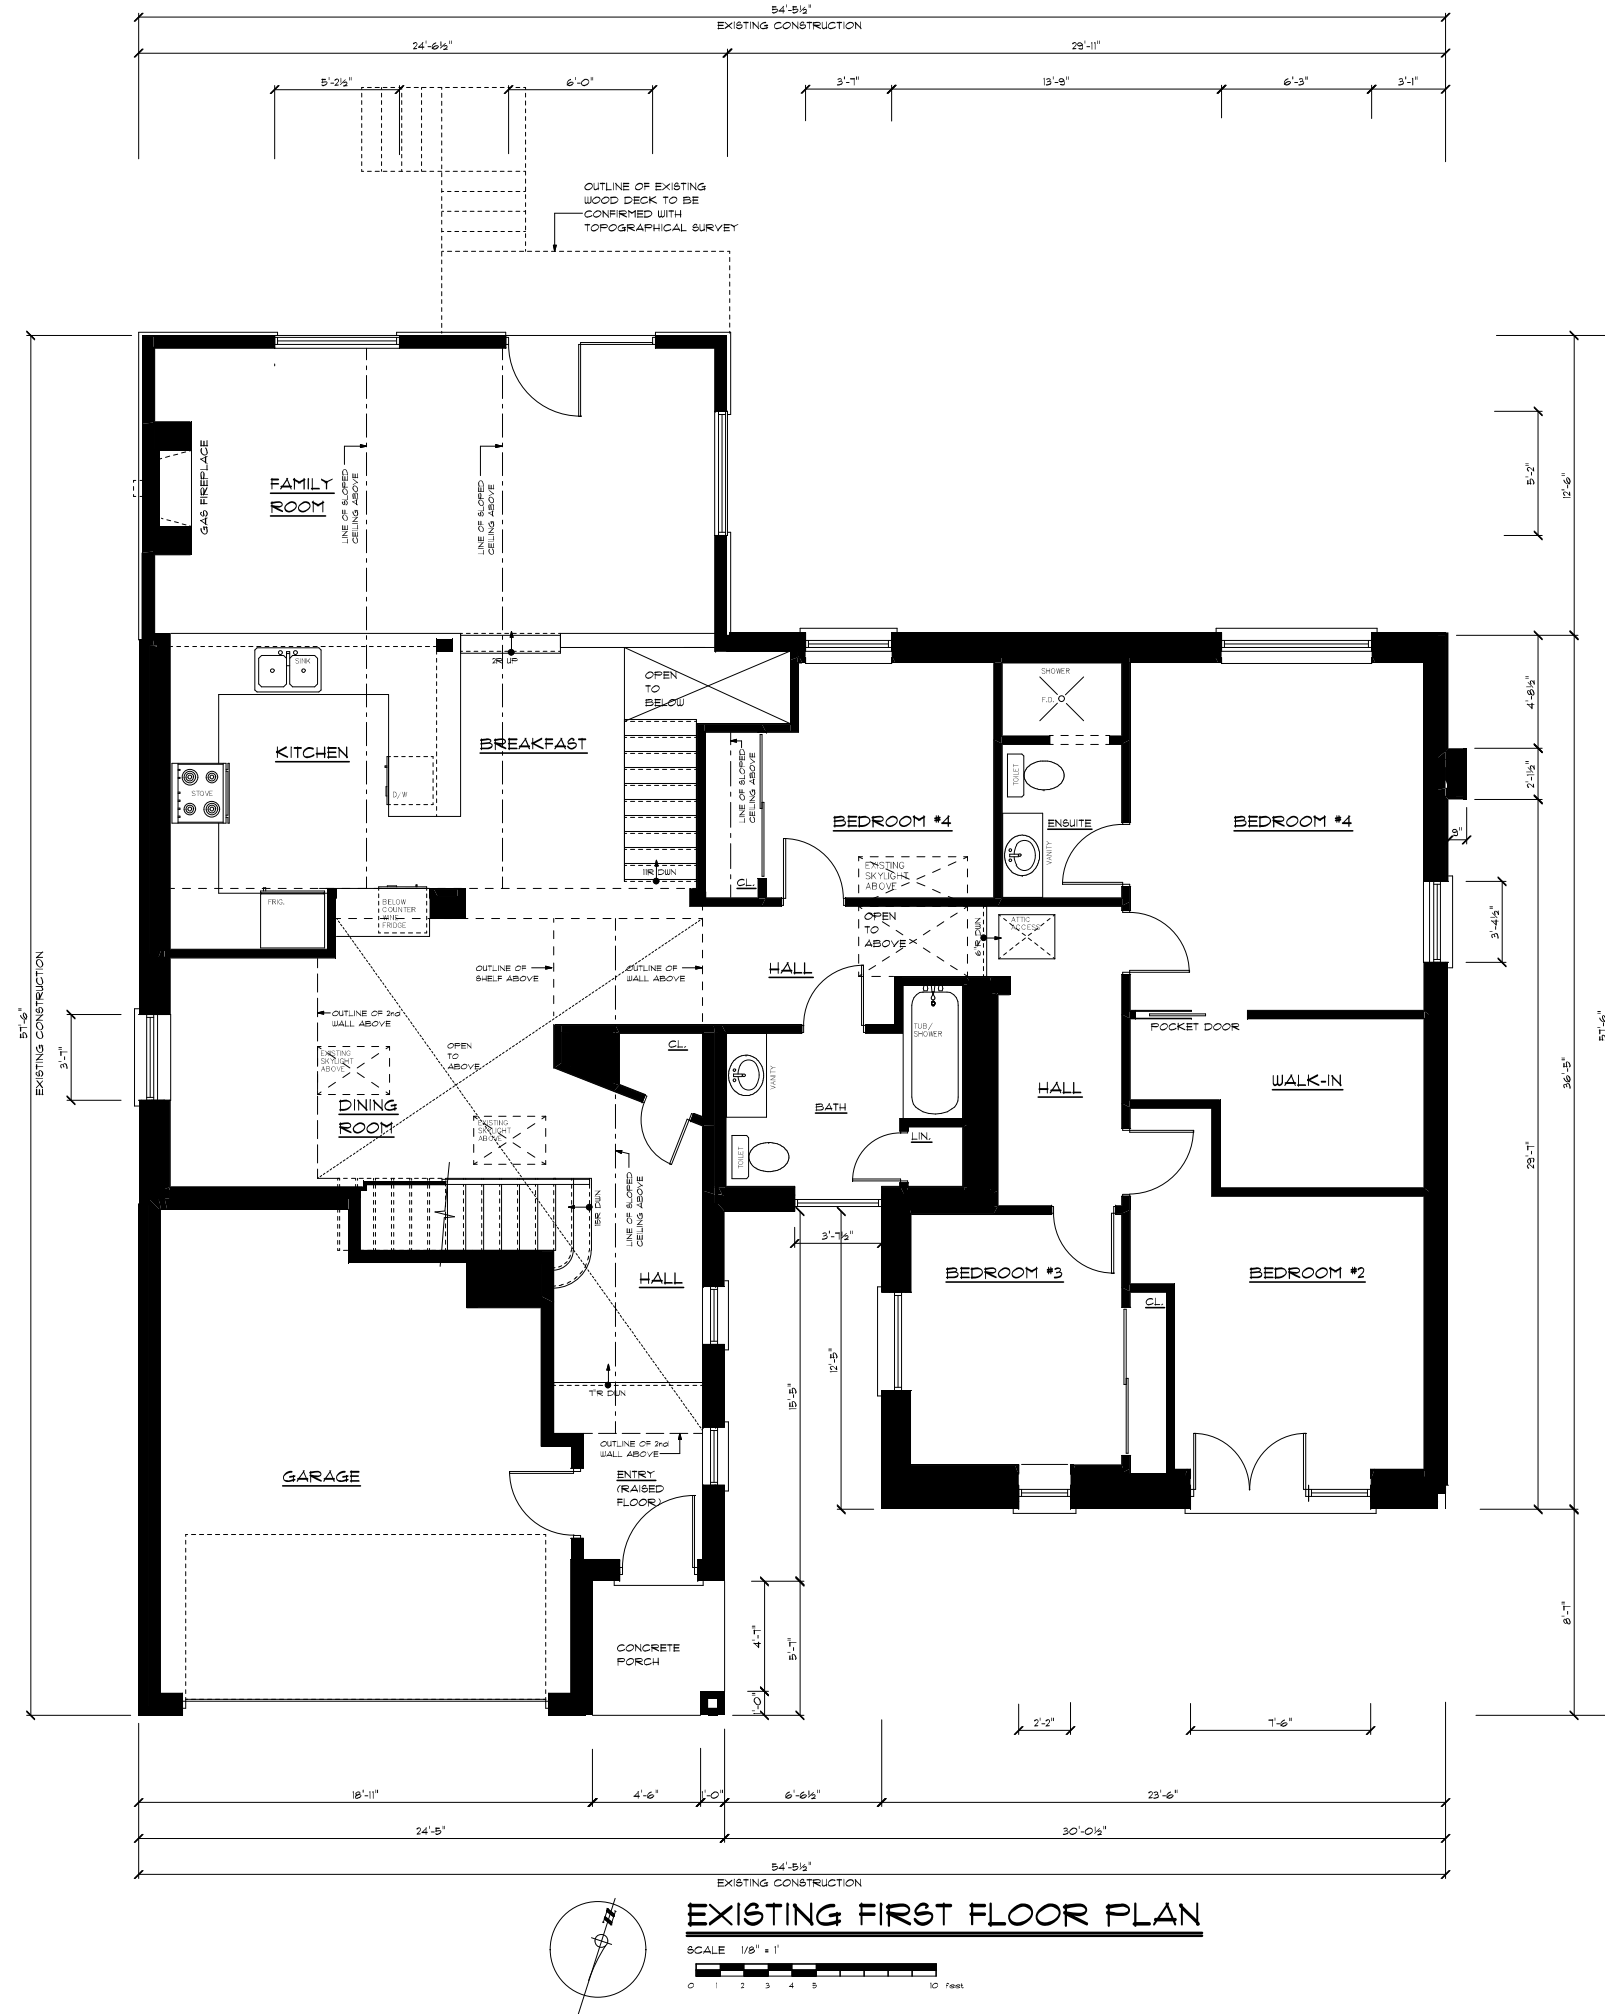 54'-5½"
EXISTING CONSTRUCTION
24'-6½"
29'-11"
5'-2½"
6'-0"
3'-7"
13'-9"
6'-3"
3'-1"
OUTLINE OF EXISTING
WOOD DECK TO BE
CONFIRMED WITH
TOPOGRAPHICAL SURVEY
GAS FIREPLACE
FAMILY
ROOM
LINE OF SLOPED
CEILING ABOVE
LINE OF SLOPED
CEILING ABOVE
5'-2"
12'-6"
2R UP
SINK
KITCHEN
STOVE
D/W
BREAKFAST
OPEN
TO
BELOW
11R DWN
LINE OF SLOPED
CEILING ABOVE
CL.
BEDROOM #4
SHOWER
F.D.
TOILET
ENSUITE
VANITY
BEDROOM #4
4'-8½"
2'-1½"
3'-4½"
FRIG.
BELOW
COUNTER
WINE
FRIDGE
EXISTING
SKYLIGHT
ABOVE
OPEN
TO
ABOVE
6"R DWN
ATTIC
ACCESS
OUTLINE OF
SHELF ABOVE
OUTLINE OF
WALL ABOVE
HALL
57'-6"
EXISTING CONSTRUCTION
3'-7"
OUTLINE OF 2nd
WALL ABOVE
EXISTING
SKYLIGHT
ABOVE
OPEN
TO
ABOVE
DINING
ROOM
EXISTING
SKYLIGHT
ABOVE
CL.
TUB/
SHOWER
VANITY
BATH
TOILET
LIN.
HALL
POCKET DOOR
WALK-IN
57'-6"
36'-5"
29'-7"
15R DWN
LINE OF SLOPED
CEILING ABOVE
HALL
3'-7½"
12'-5"
15'-5"
BEDROOM #3
CL.
BEDROOM #2
7"R DWN
OUTLINE OF 2nd
WALL ABOVE
GARAGE
ENTRY
(RAISED
FLOOR)
CONCRETE
PORCH
4'-7"
5'-7"
1'-0"
8'-7"
2'-2"
7'-6"
18'-11"
4'-6"
1'-0"
6'-6½"
23'-6"
24'-5"
30'-0½"
54'-5½"
EXISTING CONSTRUCTION
EXISTING FIRST FLOOR PLAN
SCALE 1/8" = 1'
0 1 2 3 4 5 10 feet